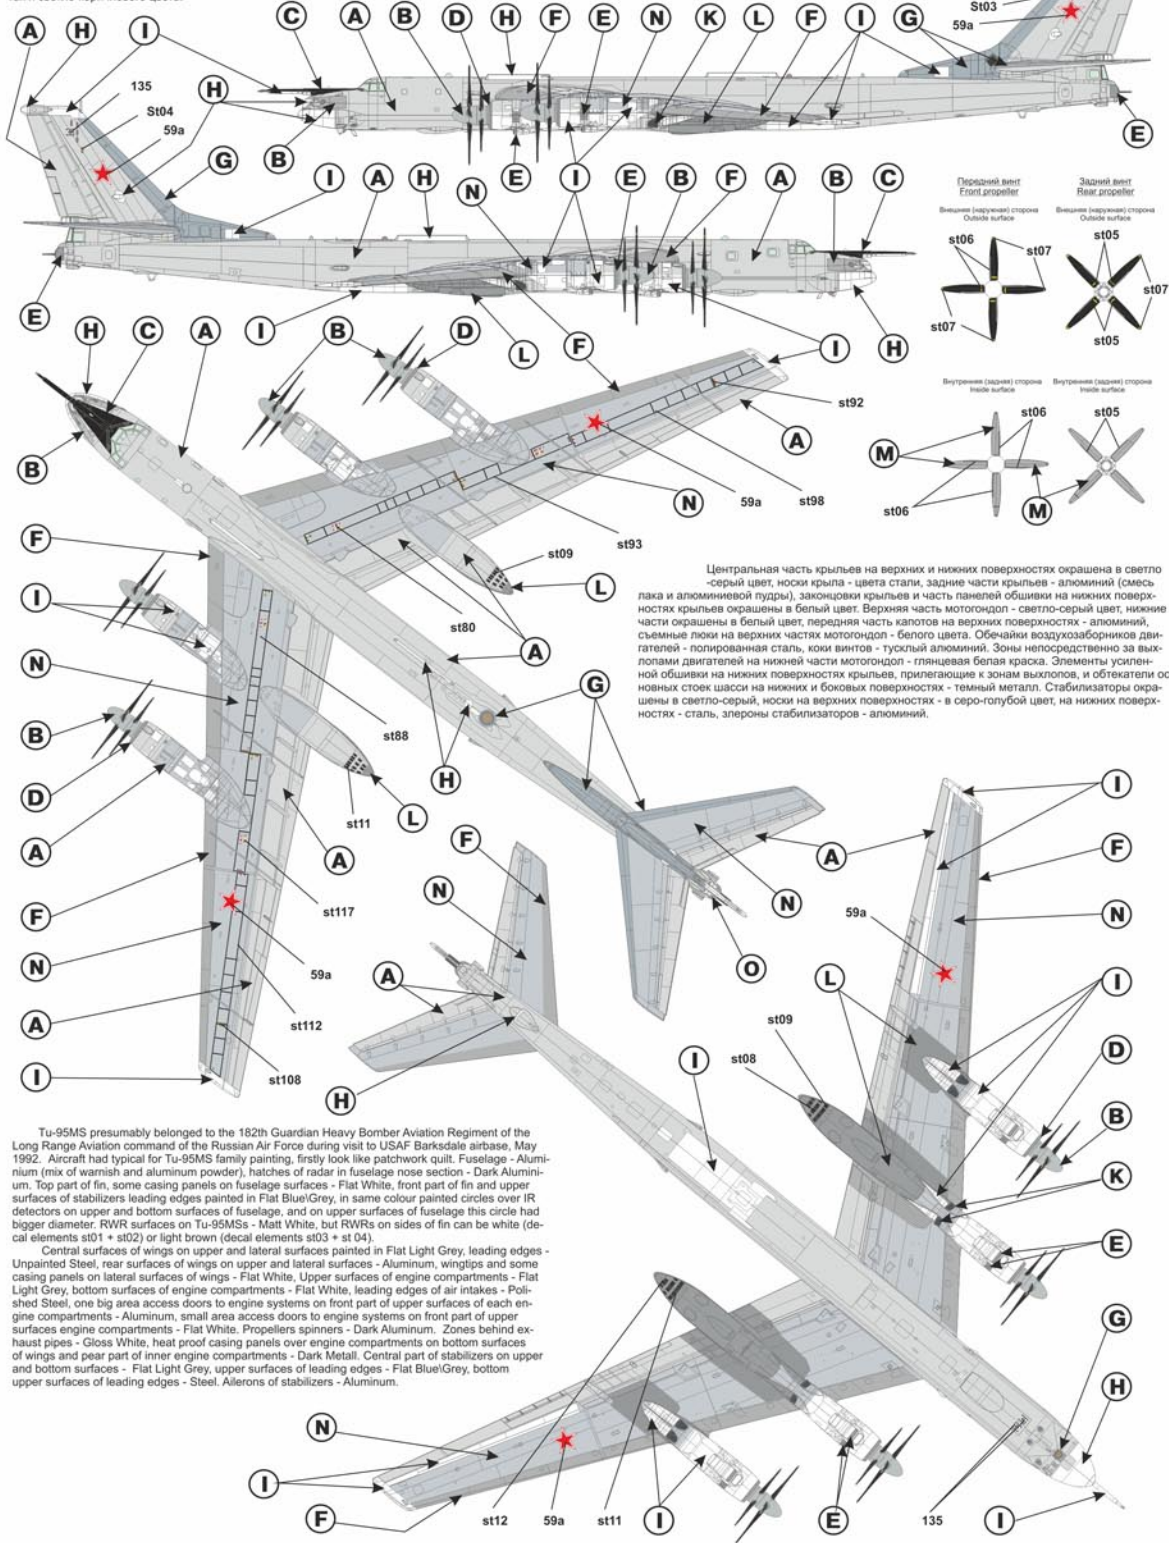 St03
59a
C A B D H F E N K L F I G
A H I
135
H
St04
59a
B
G
E I
E
I A H N I E B F A B C
E
I
L
F
I
H
Передний винт
Front propeller
Задний винт
Rear propeller
Внешняя (наружная) сторона
Outside surface
Внешняя (наружная) сторона
Outside surface
st06
st07
st07
st05
st07
st05
Внутренняя (задняя) сторона
Inside surface
Внутренняя (задняя) сторона
Inside surface
st06
st05
M
st06
M
H C A
B D
I
st92
A
B
59a
st98
N
st93
F
st09
L
I
st80
A
N
G
B
st88
H
D
st11
L
A
A
F
st117
N
59a
A
st112
I
st108
Центральная часть крыльев на верхних и нижних поверхностях окрашена в светло
-серый цвет, носки крыла - цвета стали, задние части крыльев - алюминий (смесь
лака и алюминиевой пудры), законцовки крыльев и часть панелей обшивки на нижних поверх-
ностях крыльев окрашены в белый цвет. Верхняя часть мотогондол - светло-серый цвет, нижние
части окрашены в белый цвет, передняя часть капотов на верхних поверхностях - алюминий,
съемные люки на верхних частях мотогондол - белого цвета. Обечайки воздухозаборников дви-
гателей - полированная сталь, коки винтов - тусклый алюминий. Зоны непосредственно за вых-
лопами двигателей на нижней части мотогондол - глянцевая белая краска. Элементы усилен-
ной обшивки на нижних поверхностях крыльев, прилегающие к зонам выхлопов, и обтекатели ос
новных стоек шасси на нижних и боковых поверхностях - темный металл. Стабилизаторы окра-
шены в светло-серый, носки на верхних поверхностях - в серо-голубой цвет, на нижних поверх-
ностях - сталь, элероны стабилизаторов - алюминий.
F
N
A
N
O
A
H
I
F
59a
N
L
I
st09
st08
I
D
B
K
E
G
H
Tu-95MS presumably belonged to the 182th Guardian Heavy Bomber Aviation Regiment of the
Long Range Aviation command of the Russian Air Force during visit to USAF Barksdale airbase, May
1992. Aircraft had typical for Tu-95MS family painting, firstly look like patchwork quilt. Fuselage - Alumi-
nium (mix of warnish and aluminum powder), hatches of radar in fuselage nose section - Dark Alumini-
um. Top part of fin, some casing panels on fuselage surfaces - Flat White, front part of fin and upper
surfaces of stabilizers leading edges painted in Flat Blue\Grey, in same colour painted circles over IR
detectors on upper and bottom surfaces of fuselage, and on upper surfaces of fuselage this circle had
bigger diameter. RWR surfaces on Tu-95MSs - Matt White, but RWRs on sides of fin can be white (de-
cal elements st01 + st02) or light brown (decal elements st03 + st 04).
Central surfaces of wings on upper and lateral surfaces painted in Flat Light Grey, leading edges -
Unpainted Steel, rear surfaces of wings on upper and lateral surfaces - Aluminum, wingtips and some
casing panels on lateral surfaces of wings - Flat White, Upper surfaces of engine compartments - Flat
Light Grey, bottom surfaces of engine compartments - Flat White, leading edges of air intakes - Poli-
shed Steel, one big area access doors to engine systems on front part of upper surfaces of each en-
gine compartments - Aluminum, small area access doors to engine systems on front part of upper
surfaces engine compartments - Flat White. Propellers spinners - Dark Aluminum. Zones behind ex-
haust pipes - Gloss White, heat proof casing panels over engine compartments on bottom surfaces
of wings and pear part of inner engine compartments - Dark Metall. Central part of stabilizers on upper
and bottom surfaces - Flat Light Grey, upper surfaces of leading edges - Flat Blue\Grey, bottom
upper surfaces of leading edges - Steel. Ailerons of stabilizers - Aluminum.
N
I
F
st12
59a
st11
I
E
135
I